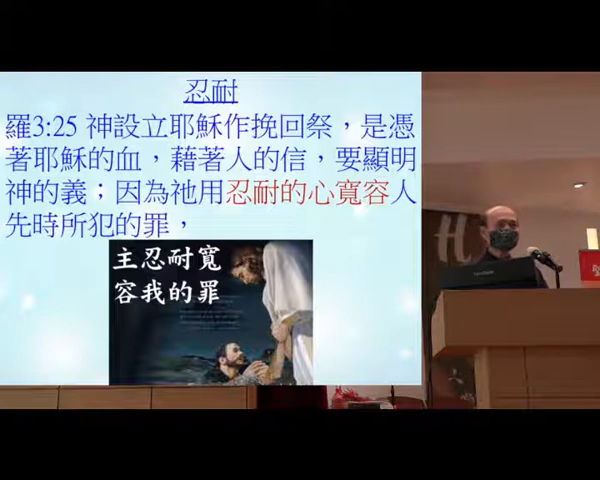 忍耐
羅3:25 神設立耶穌作挽回祭，是憑
著耶穌的血，藉著人的信，要顯明
神的義；因為祂用忍耐的心寬容人
先時所犯的罪，
主忍耐寬
容我的罪
H